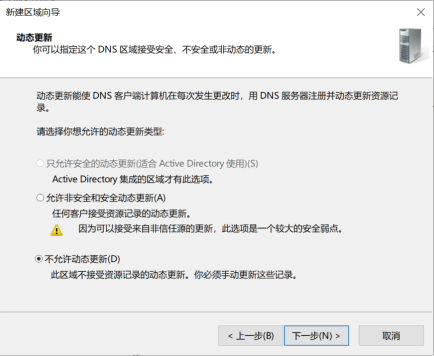 新建区域向导
动态更新
你可以指定这个 DNS 区域接受安全、不安全或非动态的更新。
动态更新能使 DNS 客户端计算机在每次发生更改时，用 DNS 服务器注册并动态更新资源记
录。
请选择你想允许的动态更新类型:
只允许安全的动态更新(适合 Active Directory 使用)(S)
Active Directory 集成的区域才有此选项。
允许非安全和安全动态更新(A)
任何客户接受资源记录的动态更新。
因为可以接受来自非信任源的更新，此选项是一个较大的安全弱点。
不允许动态更新(D)
此区域不接受资源记录的动态更新。你必须手动更新这些记录。
< 上一步(B) 下一步(N) > 取消